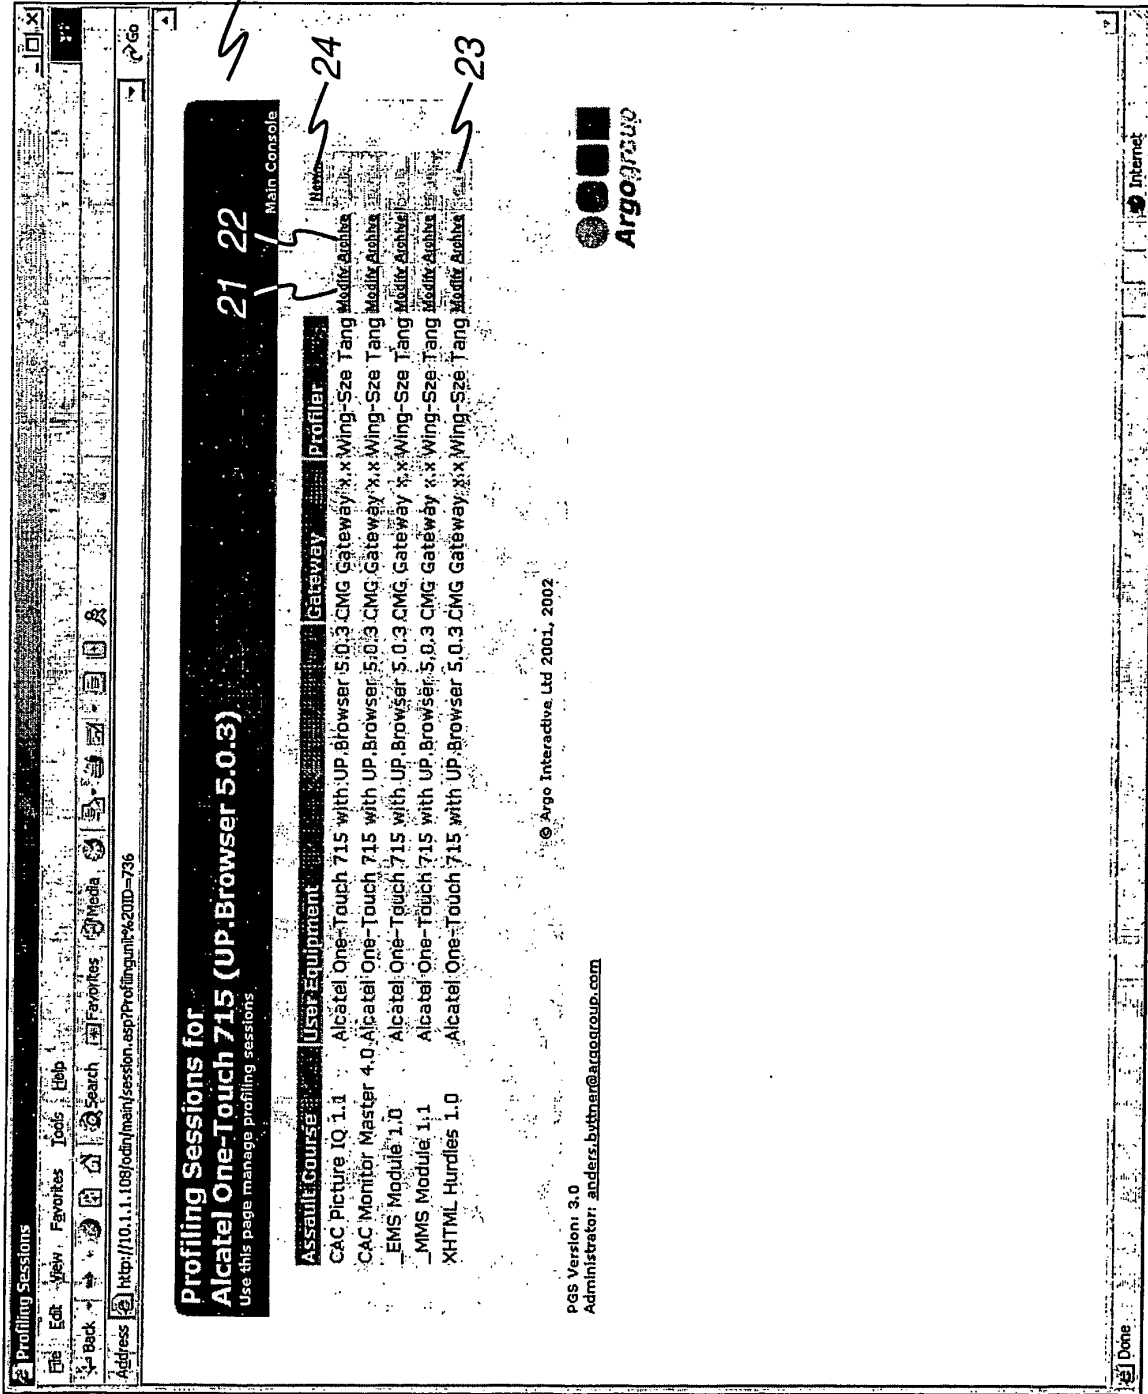 Profiling Sessions
File Edit View Favorites Tools Help
Back Search Favorites Media
Address http://10.1.1.108/odin/main/session.asp?Profilingunit%20ID=736 Go
Profiling Sessions for
Alcatel One-Touch 715 (UP.Browser 5.0.3)
Use this page manage profiling sessions
Main Console
21 22
24
Assault Course User Equipment Gateway Profiler
CAC Picture IQ 1.1 Alcatel One-Touch 715 with UP.Browser 5.0.3 CMG Gateway x.x Wing-Sze Tang Modify Archive
CAC Monitor Master 4.0 Alcatel One-Touch 715 with UP.Browser 5.0.3 CMG Gateway x.x Wing-Sze Tang Modify Archive
_EMS Module 1.0 Alcatel One-Touch 715 with UP.Browser 5.0.3 CMG Gateway x.x Wing-Sze Tang Modify Archive
_MMS Module 1.1 Alcatel One-Touch 715 with UP.Browser 5.0.3 CMG Gateway x.x Wing-Sze Tang Modify Archive
XHTML Hurdles 1.0 Alcatel One-Touch 715 with UP.Browser 5.0.3 CMG Gateway x.x Wing-Sze Tang Modify Archive
23
© Argo Interactive Ltd 2001, 2002
PGS Version: 3.0
Administrator: anders.byttner@argogroup.com
Argogroup
Done Internet